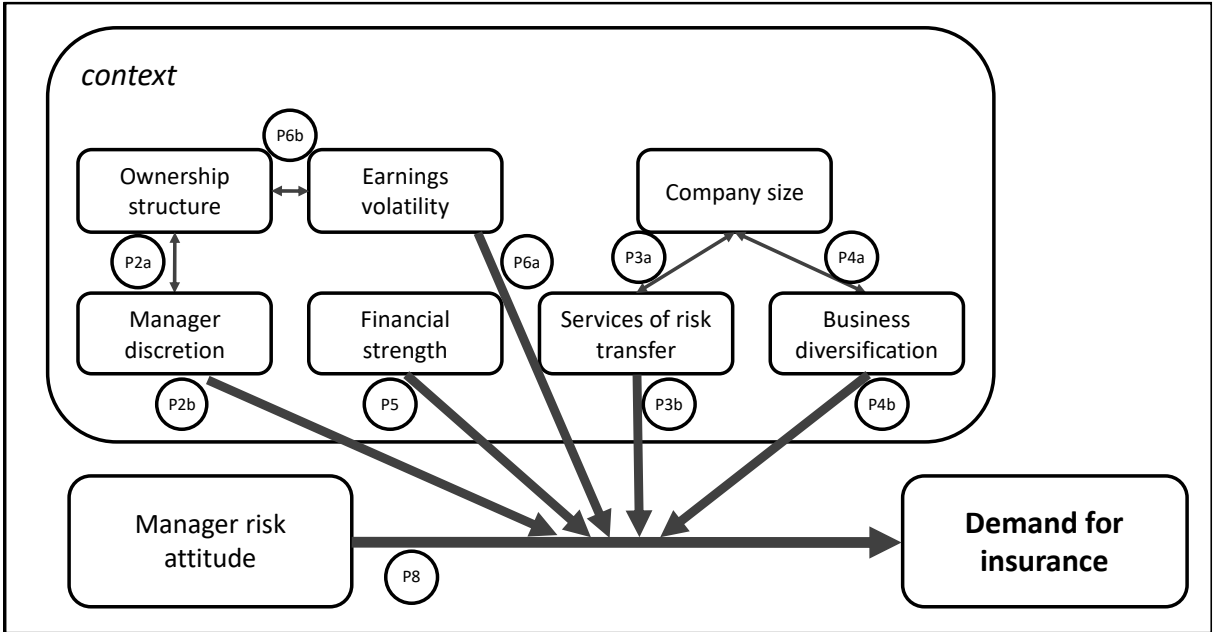 context
P6b
Ownership
structure
Earnings
volatility
Company size
P2a
P6a
P3a
P4a
Manager
discretion
Financial
strength
Services of risk
transfer
Business
diversification
P2b
P5
P3b
P4b
Manager risk
attitude
P8
Demand for
insurance